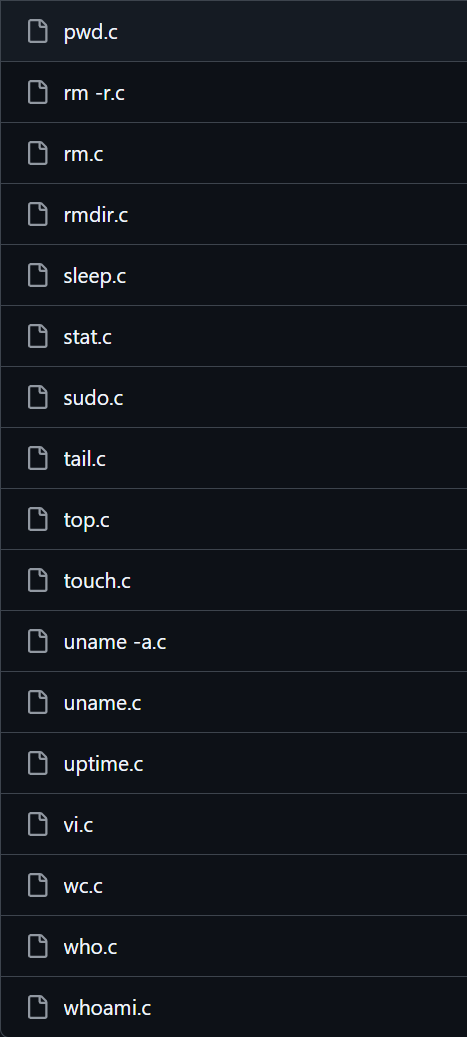 pwd.c
rm -r.c
rm.c
rmdir.c
sleep.c
stat.c
sudo.c
tail.c
top.c
touch.c
uname -a.c
uname.c
uptime.c
vi.c
wc.c
who.c
whoami.c